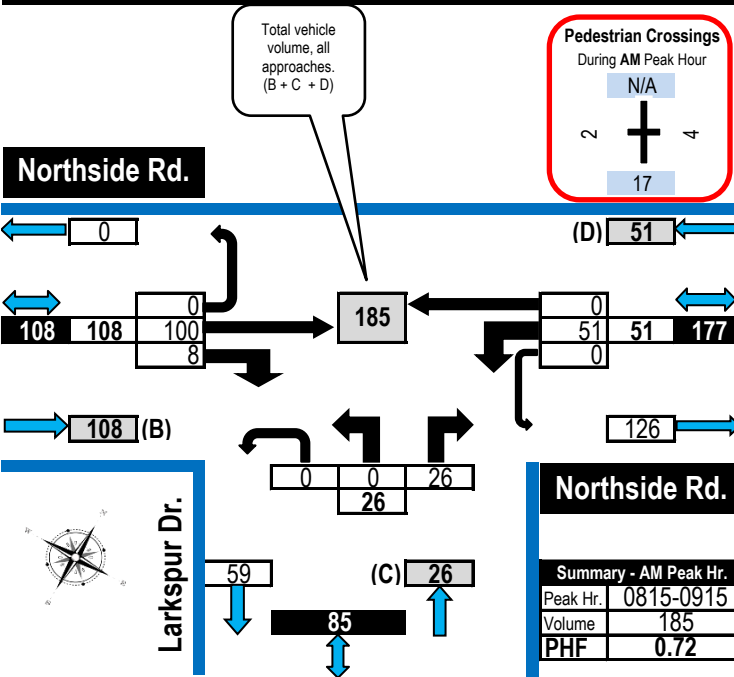 Total vehicle
volume, all
approaches.
(B + C + D)
Pedestrian Crossings
During AM Peak Hour
N/A
2
4
17
Northside Rd.
0
(D) 51
0
108 108 100
8
185
0
51 51 177
0
108 (B)
126
0 0 26
26
Northside Rd.
Larkspur Dr.
59
(C) 26
85
Summary - AM Peak Hr.
Peak Hr. 0815-0915
Volume 185
PHF 0.72